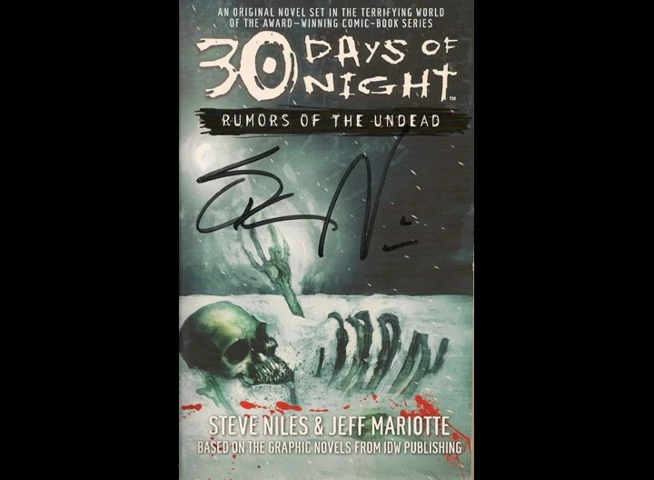 AN ORIGINAL NOVEL SET IN THE TERRIFYING WORLD
OF THE AWARD-WINNING COMIC-BOOK SERIES
30 DAYS OF
NIGHT™
RUMORS OF THE UNDEAD
STEVE NILES & JEFF MARIOTTE
BASED ON THE GRAPHIC NOVELS FROM IDW PUBLISHING